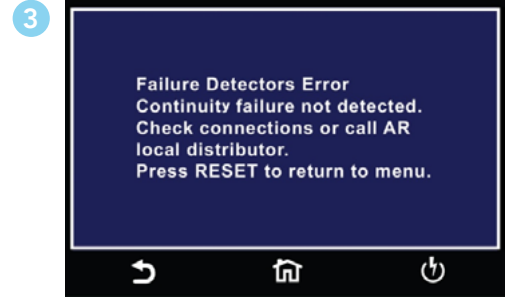 3
Failure Detectors Error
Continuity failure not detected.
Check connections or call AR
local distributor.
Press RESET to return to menu.